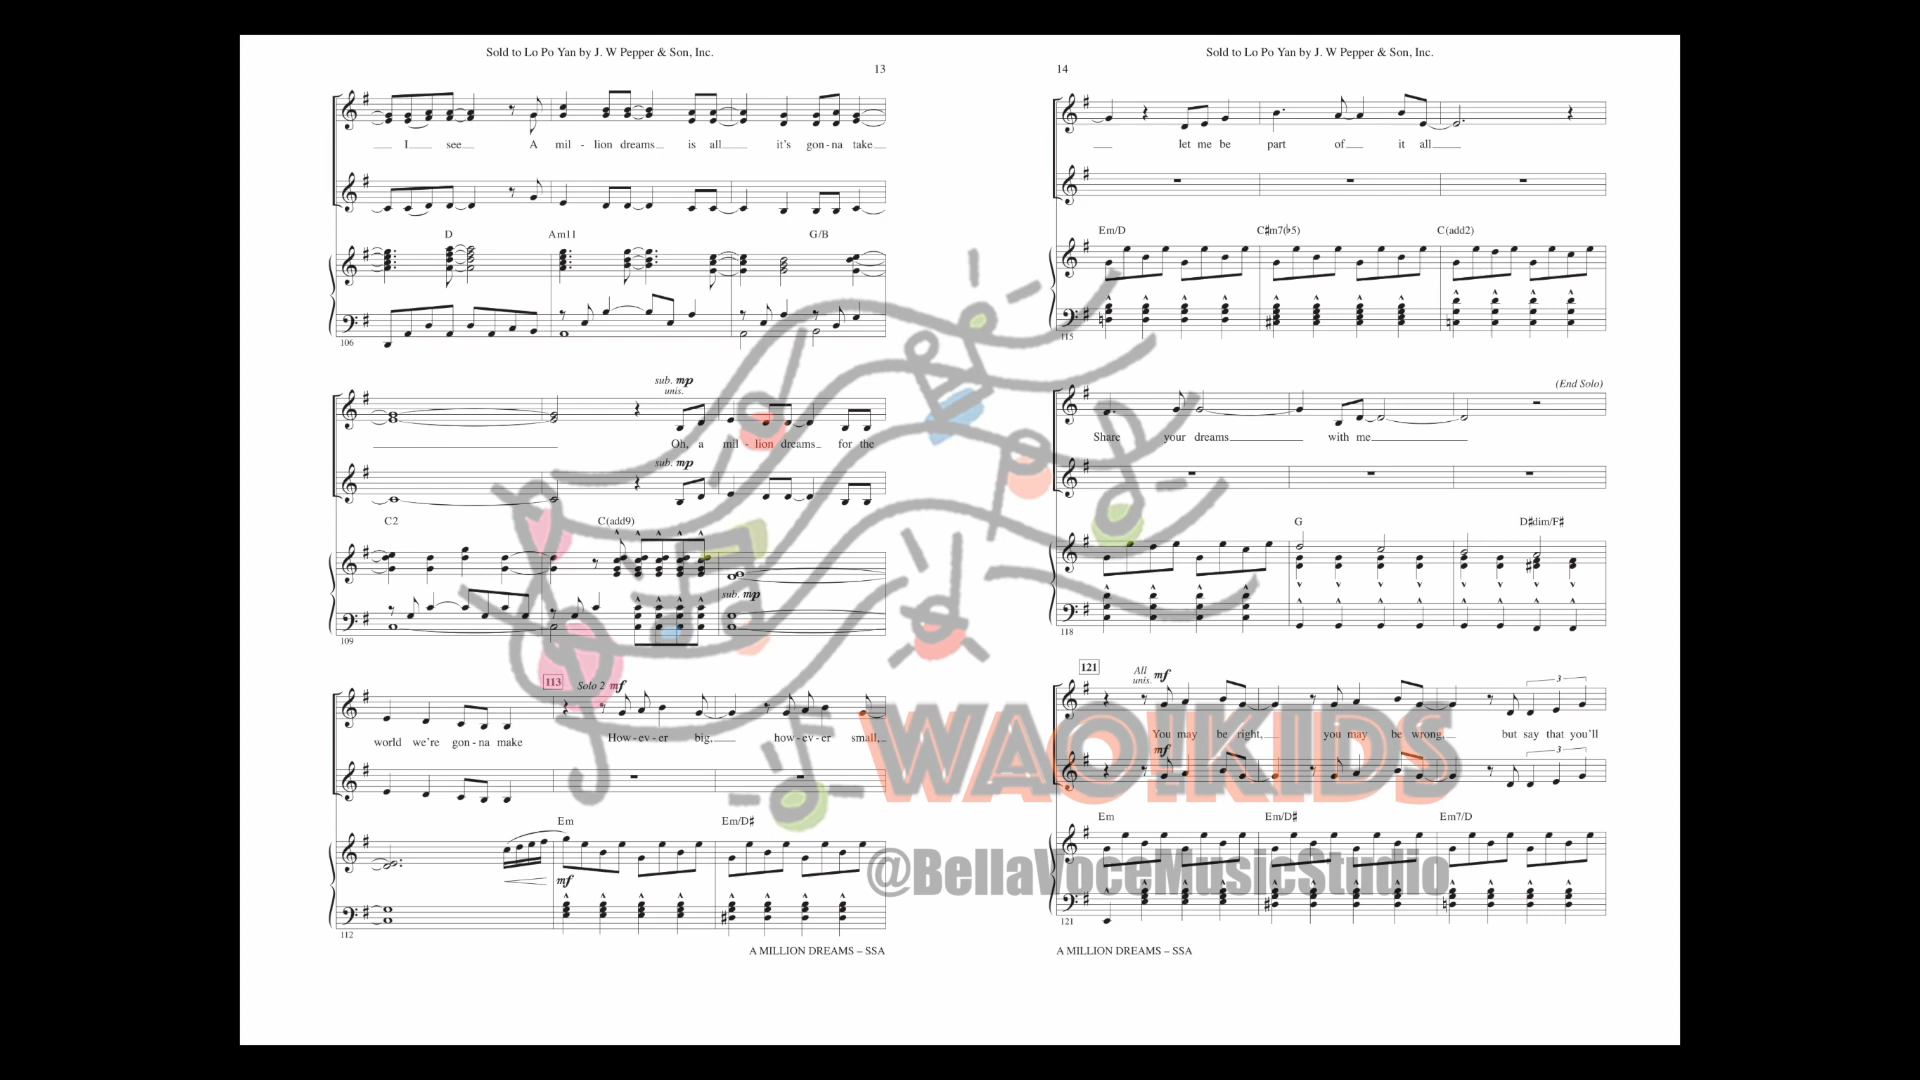 Sold to Lo Po Yan by J. W Pepper & Son, Inc.
13
I see A mil - lion dreams is all it's gon - na take
D Am11 G/B
106
sub. mp
unis.
Oh, a mil - lion dreams for the
sub. mp
C2 C(add9)
sub. mp
109
113 Solo 2 mf
world we're gon - na make How - ev - er big, how - ev - er small,
Em Em/D♯
mf
112
A MILLION DREAMS – SSA
Sold to Lo Po Yan by J. W Pepper & Son, Inc.
14
let me be part of it all
Em/D C♯m7(♭5) C(add2)
115
(End Solo)
Share your dreams with me
G D♯dim/F♯
118
121
All
unis. mf
3
You may be right, you may be wrong, but say that you'll
mf
3
Em Em/D♯ Em7/D
121
A MILLION DREAMS – SSA
WAO!KIDS
@BellaVoceMusicStudio